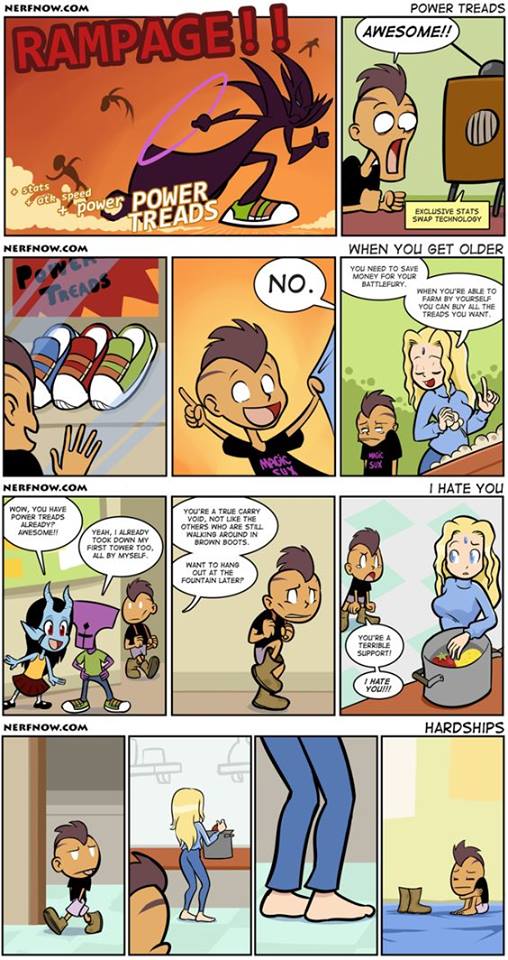 NERFNOW.COM
POWER TREADS
RAMPAGE!!
+ stats
+ atk speed
+ power POWER
TREADS
AWESOME!!
EXCLUSIVE STATS
SWAP TECHNOLOGY
NERFNOW.COM
WHEN YOU GET OLDER
POWER
TREADS
NO.
MAGIC
SUX
YOU NEED TO SAVE
MONEY FOR YOUR
BATTLEFURY.
WHEN YOU'RE ABLE TO
FARM BY YOURSELF
YOU CAN BUY ALL THE
TREADS YOU WANT.
MAGIC
SUX
NERFNOW.COM
I HATE YOU
WOW, YOU HAVE
POWER TREADS
ALREADY?
AWESOME!!
YEAH, I ALREADY
TOOK DOWN MY
FIRST TOWER TOO,
ALL BY MYSELF.
YOU'RE A TRUE CARRY
VOID, NOT LIKE THE
OTHERS WHO ARE STILL
WALKING AROUND IN
BROWN BOOTS.
WANT TO HANG
OUT AT THE
FOUNTAIN LATER?
YOU'RE A
TERRIBLE
SUPPORT!
I HATE
YOU!!!
NERFNOW.COM
HARDSHIPS